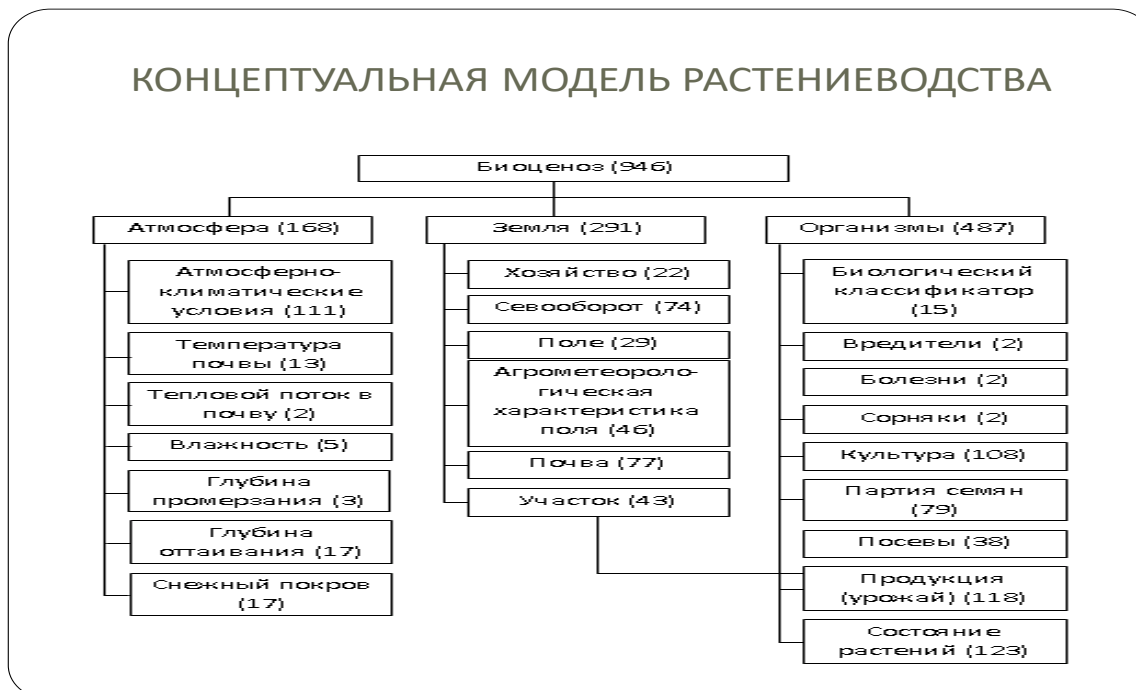 КОНЦЕПТУАЛЬНАЯ МОДЕЛЬ РАСТЕНИЕВОДСТВА
Биоценоз (946)
Атмосфера (168)
Атмосферно-
климатические
условия (111)
Температура
почвы (13)
Тепловой поток в
почву (2)
Влажность (5)
Глубина
промерзания (3)
Глубина
оттаивания (17)
Снежный покров
(17)
Земля (291)
Хозяйство (22)
Севооборот (74)
Поле (29)
Агрометеороло-
гическая
характеристика
поля (46)
Почва (77)
Участок (43)
Организмы (487)
Биологический
классификатор
(15)
Вредители (2)
Болезни (2)
Сорняки (2)
Культура (108)
Партия семян
(79)
Посевы (38)
Продукция
(урожай) (118)
Состояние
растений (123)